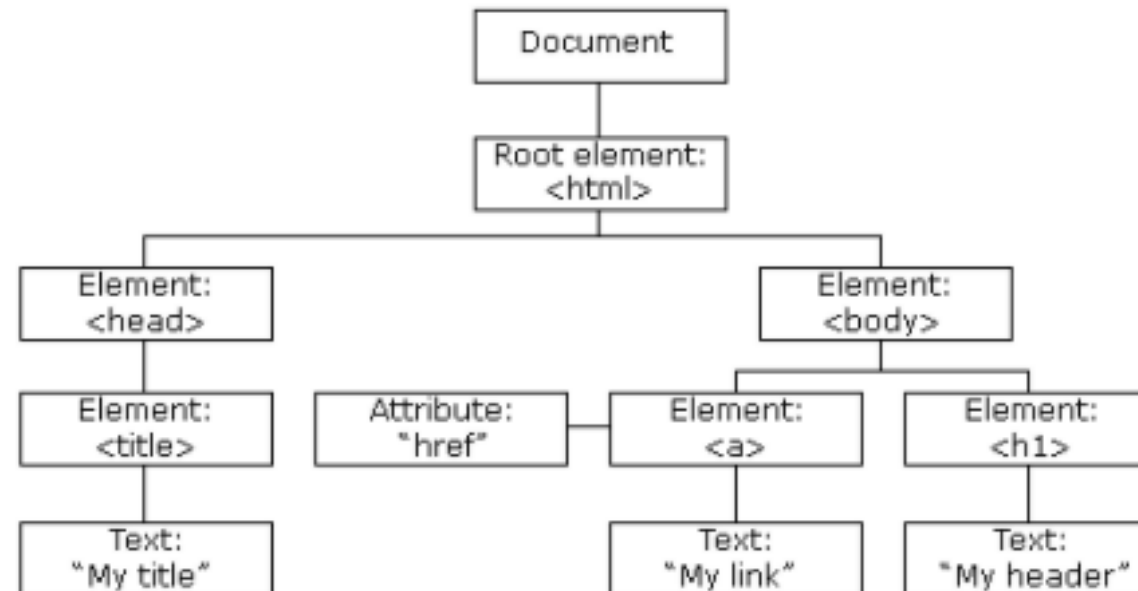 Document
Root element:
<html>
Element:
<head>
Element:
<body>
Element:
<title>
Attribute:
“href”
Element:
<a>
Element:
<h1>
Text:
“My title”
Text:
“My link”
Text:
“My header”